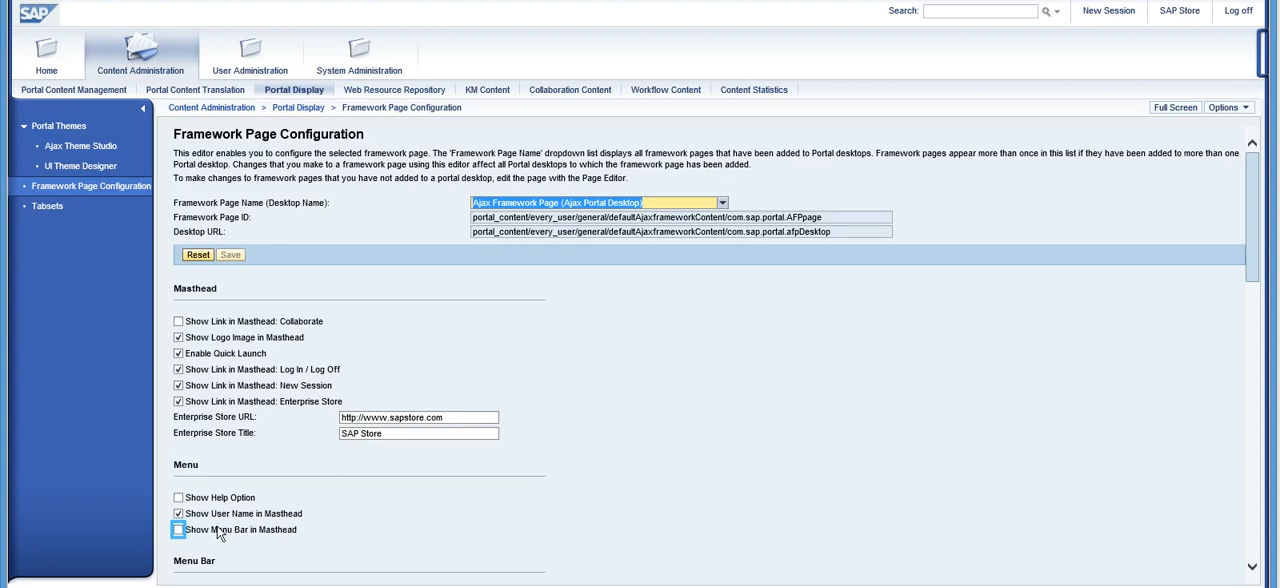 SAP
Search:
New Session
SAP Store
Log off
Home
Content Administration
User Administration
System Administration
Portal Content Management
Portal Content Translation
Portal Display
Web Resource Repository
KM Content
Collaboration Content
Workflow Content
Content Statistics
Content Administration > Portal Display > Framework Page Configuration
Full Screen
Options
Portal Themes
Ajax Theme Studio
UI Theme Designer
Framework Page Configuration
Tabsets
Framework Page Configuration
This editor enables you to configure the selected framework page. The 'Framework Page Name' dropdown list displays all framework pages that have been added to Portal desktops. Framework pages appear more than once in this list if they have been added to more than one
Portal desktop. Changes that you make to a framework page using this editor affect all Portal desktops to which the framework page has been added.
To make changes to framework pages that you have not added to a portal desktop, edit the page with the Page Editor.
Framework Page Name (Desktop Name): Ajax Framework Page (Ajax Portal Desktop)
Framework Page ID: portal_content/every_user/general/defaultAjaxframeworkContent/com.sap.portal.AFPpage
Desktop URL: portal_content/every_user/general/defaultAjaxframeworkContent/com.sap.portal.afpDesktop
Reset Save
Masthead
Show Link in Masthead: Collaborate
Show Logo Image in Masthead
Enable Quick Launch
Show Link in Masthead: Log In / Log Off
Show Link in Masthead: New Session
Show Link in Masthead: Enterprise Store
Enterprise Store URL: http://www.sapstore.com
Enterprise Store Title: SAP Store
Menu
Show Help Option
Show User Name in Masthead
Show Menu Bar in Masthead
Menu Bar